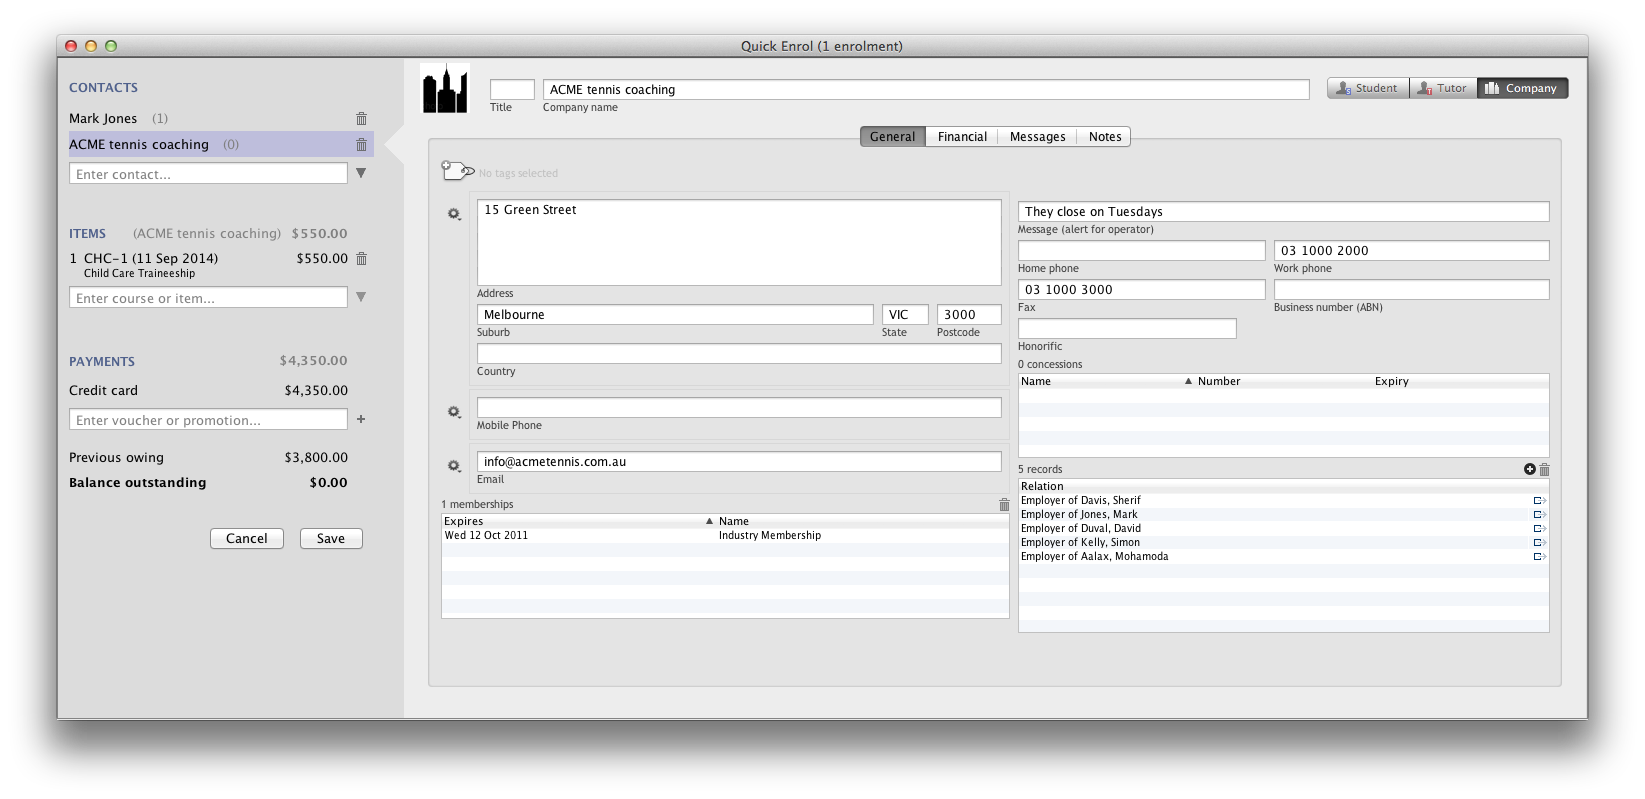 Quick Enrol (1 enrolment)
CONTACTS
Mark Jones (1)
ACME tennis coaching (0)
Enter contact...
ITEMS (ACME tennis coaching) $550.00
1 CHC-1 (11 Sep 2014) $550.00
Child Care Traineeship
Enter course or item...
PAYMENTS $4,350.00
Credit card $4,350.00
Enter voucher or promotion... +
Previous owing $3,800.00
Balance outstanding $0.00
Cancel Save
ACME tennis coaching
Title Company name
Student Tutor Company
General Financial Messages Notes
No tags selected
15 Green Street
Address
Melbourne VIC 3000
Suburb State Postcode
Country
Mobile Phone
info@acmetennis.com.au
Email
1 memberships
Expires Name
Wed 12 Oct 2011 Industry Membership
They close on Tuesdays
Message (alert for operator)
03 1000 2000
Home phone Work phone
03 1000 3000
Fax Business number (ABN)
Honorific
0 concessions
Name Number Expiry
5 records
Relation
Employer of Davis, Sherif
Employer of Jones, Mark
Employer of Duval, David
Employer of Kelly, Simon
Employer of Aalax, Mohamoda